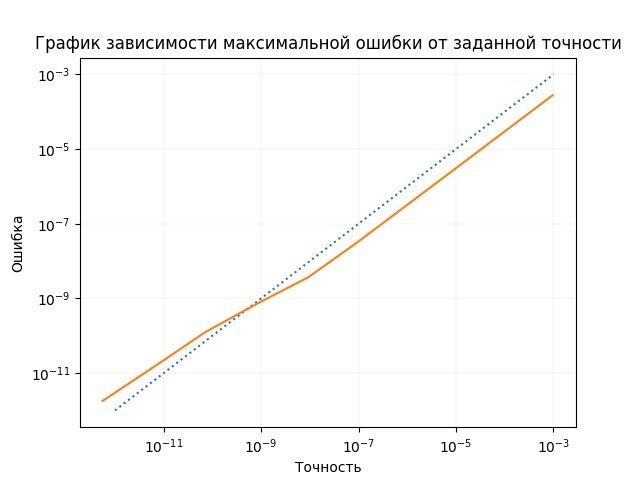 График зависимости максимальной ошибки от заданной точности
10⁻³
10⁻⁵
10⁻⁷
10⁻⁹
10⁻¹¹
Ошибка
10⁻¹¹ 10⁻⁹ 10⁻⁷ 10⁻⁵ 10⁻³
Точность